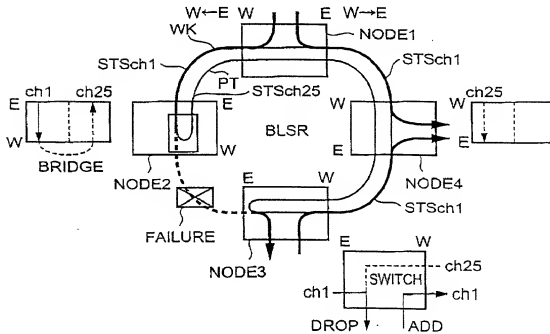 W←E W W→E
E NODE1
WK
STSch1 STSch1
PT
STSch25
ch1 ch25 E W W ch25
E BLSR
W W E E
BRIDGE
NODE2 E W NODE4
STSch1
FAILURE
NODE3 E W
ch25
SWITCH
ch1 ch1
DROP ADD